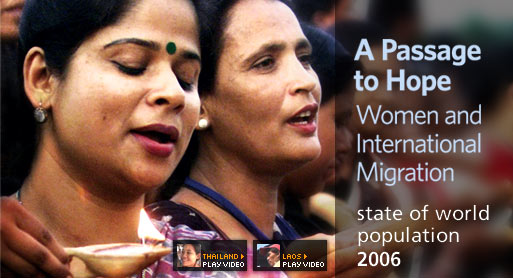 A Passage
to Hope
Women and
International
Migration
state of world
population
2006
THAILAND
PLAY VIDEO
LAOS
PLAY VIDEO